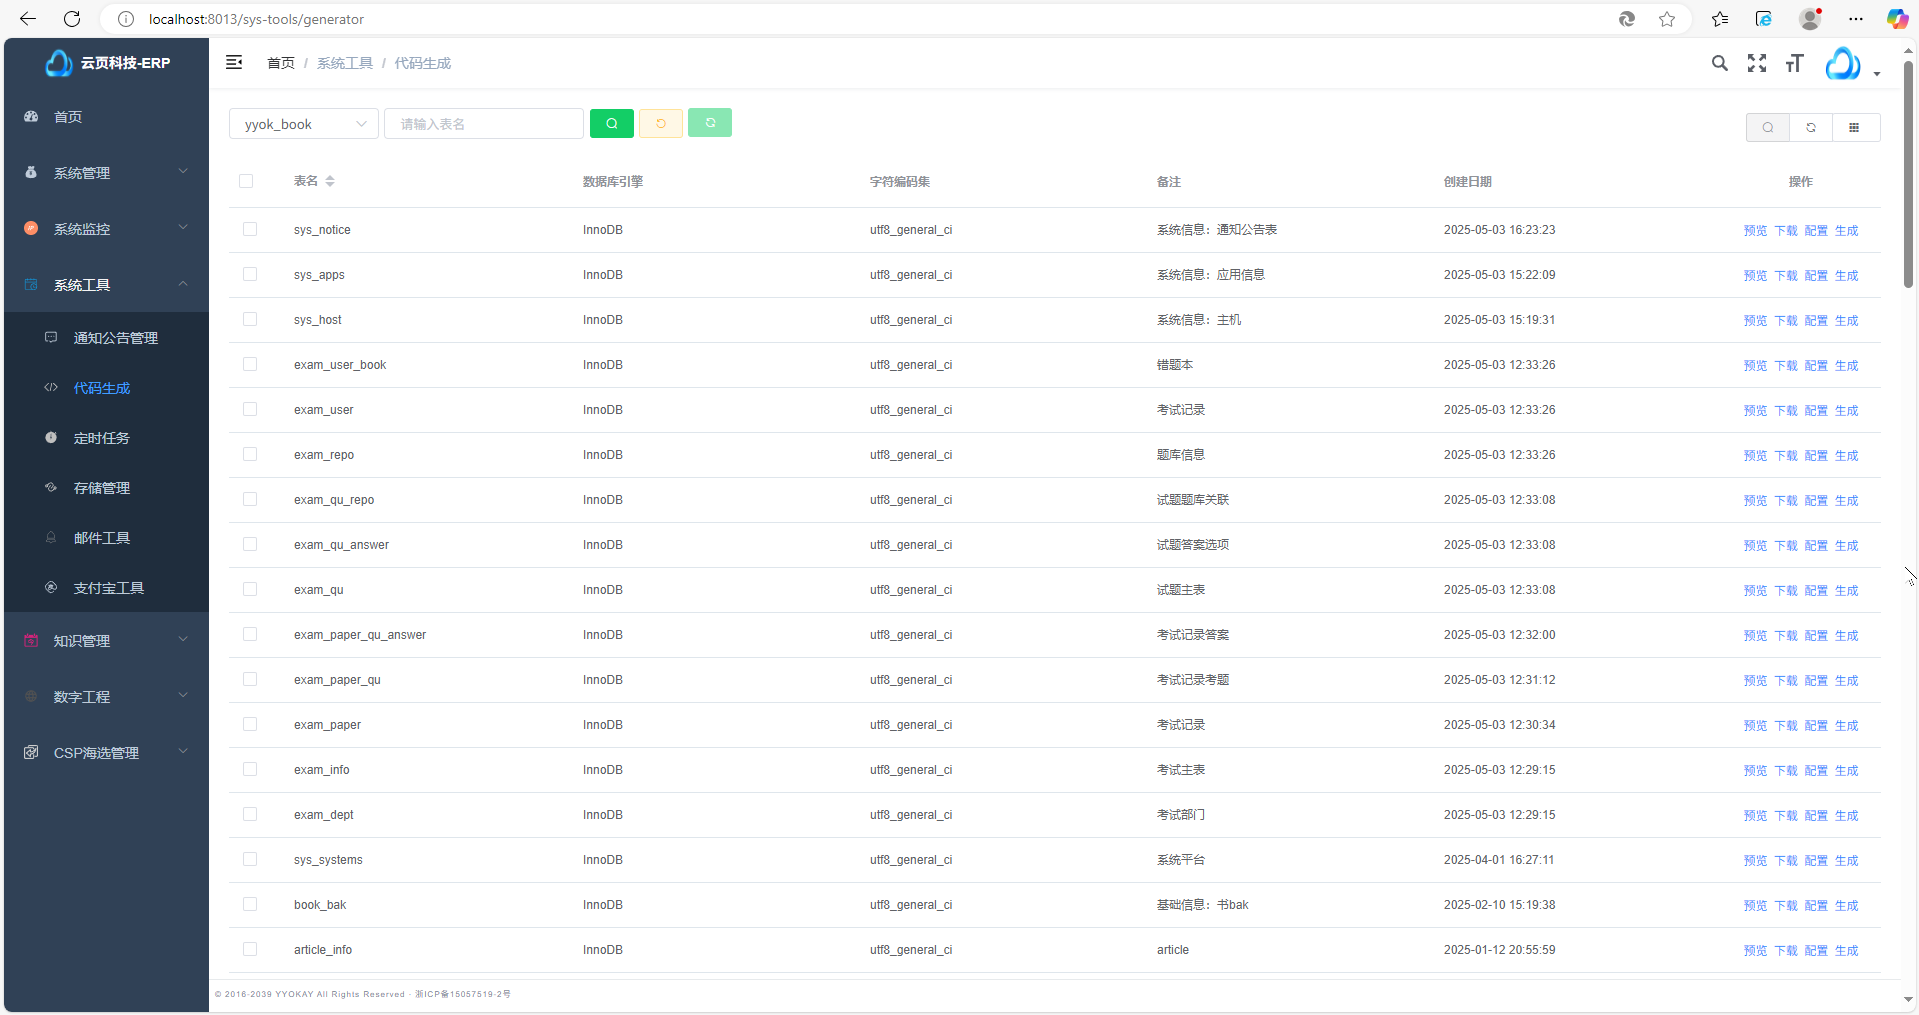 localhost:8013/sys-tools/generator
云页科技-ERP
首页 / 系统工具 / 代码生成
首页
系统管理
系统监控
系统工具
通知公告管理
代码生成
定时任务
存储管理
邮件工具
支付宝工具
知识管理
数字工程
CSP海选管理
yyok_book 请输入表名
表名 数据库引擎 字符编码集 备注 创建日期 操作
sys_notice InnoDB utf8_general_ci 系统信息：通知公告表 2025-05-03 16:23:23 预览 下载 配置 生成
sys_apps InnoDB utf8_general_ci 系统信息：应用信息 2025-05-03 15:22:09 预览 下载 配置 生成
sys_host InnoDB utf8_general_ci 系统信息：主机 2025-05-03 15:19:31 预览 下载 配置 生成
exam_user_book InnoDB utf8_general_ci 错题本 2025-05-03 12:33:26 预览 下载 配置 生成
exam_user InnoDB utf8_general_ci 考试记录 2025-05-03 12:33:26 预览 下载 配置 生成
exam_repo InnoDB utf8_general_ci 题库信息 2025-05-03 12:33:26 预览 下载 配置 生成
exam_qu_repo InnoDB utf8_general_ci 试题题库关联 2025-05-03 12:33:08 预览 下载 配置 生成
exam_qu_answer InnoDB utf8_general_ci 试题答案选项 2025-05-03 12:33:08 预览 下载 配置 生成
exam_qu InnoDB utf8_general_ci 试题主表 2025-05-03 12:33:08 预览 下载 配置 生成
exam_paper_qu_answer InnoDB utf8_general_ci 考试记录答案 2025-05-03 12:32:00 预览 下载 配置 生成
exam_paper_qu InnoDB utf8_general_ci 考试记录考题 2025-05-03 12:31:12 预览 下载 配置 生成
exam_paper InnoDB utf8_general_ci 考试记录 2025-05-03 12:30:34 预览 下载 配置 生成
exam_info InnoDB utf8_general_ci 考试主表 2025-05-03 12:29:15 预览 下载 配置 生成
exam_dept InnoDB utf8_general_ci 考试部门 2025-05-03 12:29:15 预览 下载 配置 生成
sys_systems InnoDB utf8_general_ci 系统平台 2025-04-01 16:27:11 预览 下载 配置 生成
book_bak InnoDB utf8_general_ci 基础信息：书bak 2025-02-10 15:19:38 预览 下载 配置 生成
article_info InnoDB utf8_general_ci article 2025-01-12 20:55:59 预览 下载 配置 生成
© 2016-2039 YYOKAY All Rights Reserved · 浙ICP备15057519-2号